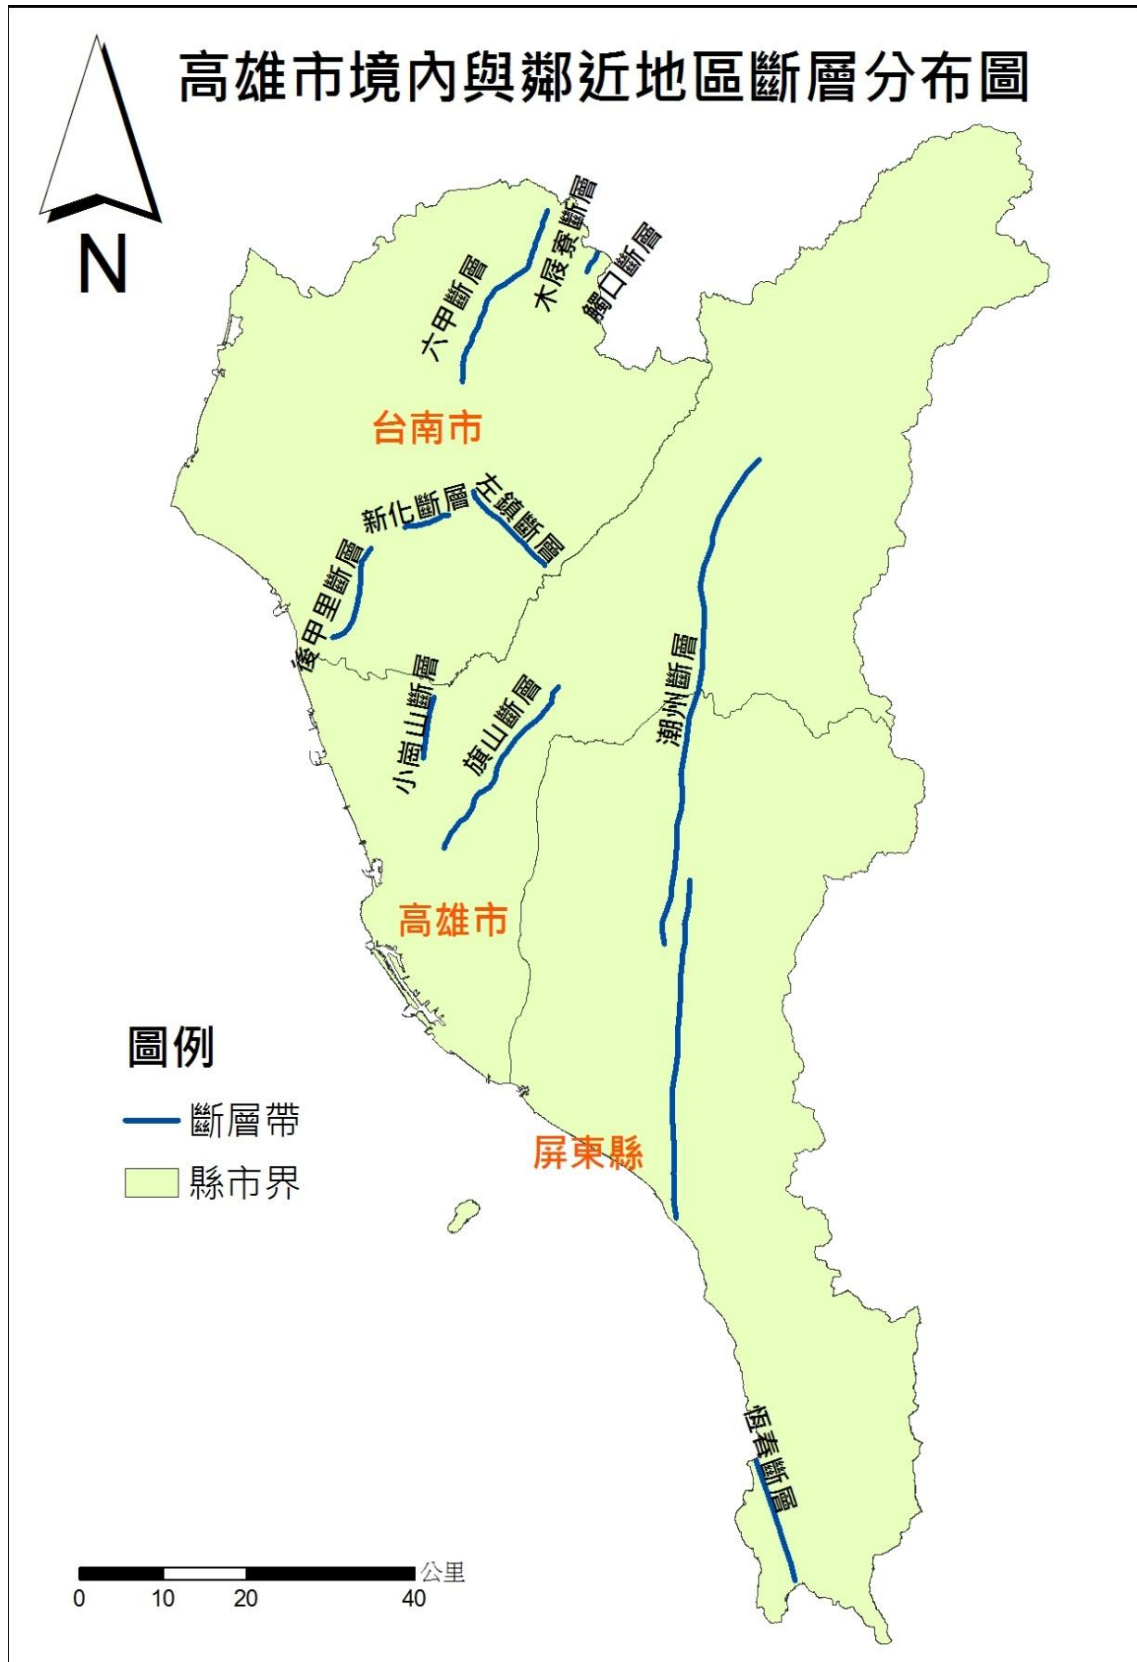 高雄市境內與鄰近地區斷層分布圖
N
木屐寮斷層
六甲斷層
觸口斷層
台南市
新化斷層
左鎮斷層
後甲里斷層
小崗山斷層
旗山斷層
潮州斷層
高雄市
屏東縣
恆春斷層
圖例
斷層帶
縣市界
公里
0 10 20 40